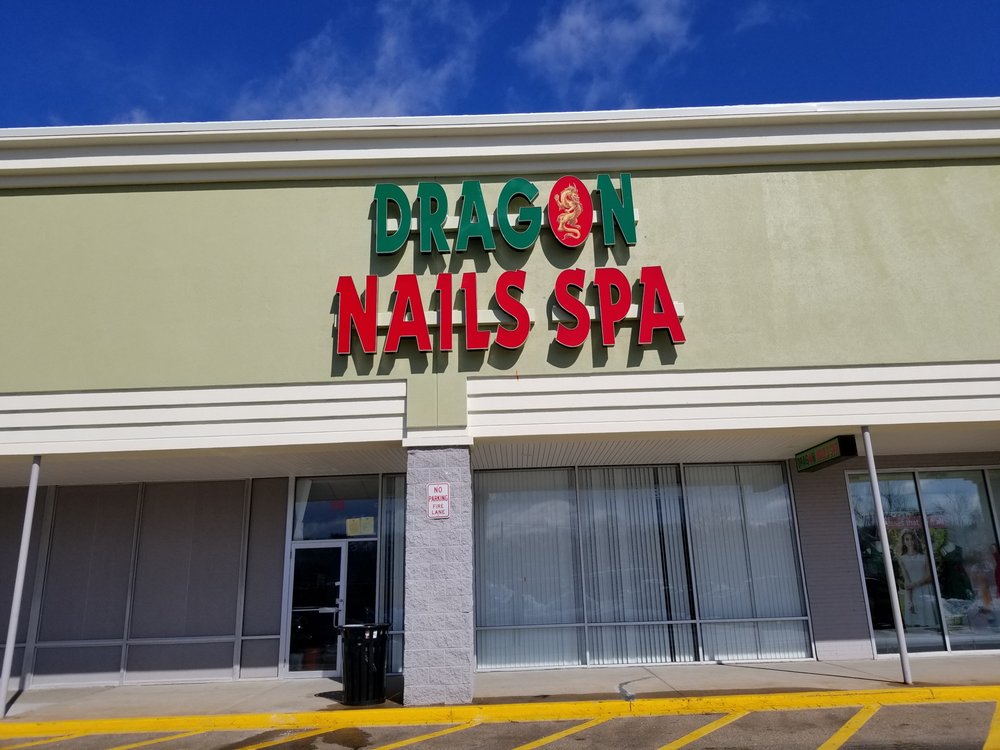 DRAGON
NAILS SPA
NO
PARKING
FIRE
LANE